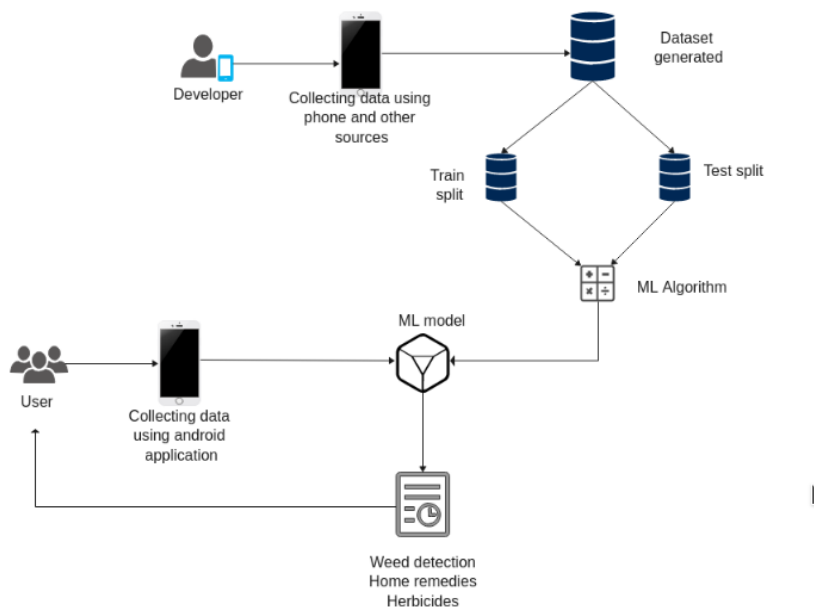 Dataset
generated
Developer
Collecting data using
phone and other
sources
Train
split
Test split
ML Algorithm
ML model
User
Collecting data
using android
application
Weed detection
Home remedies
Herbicides